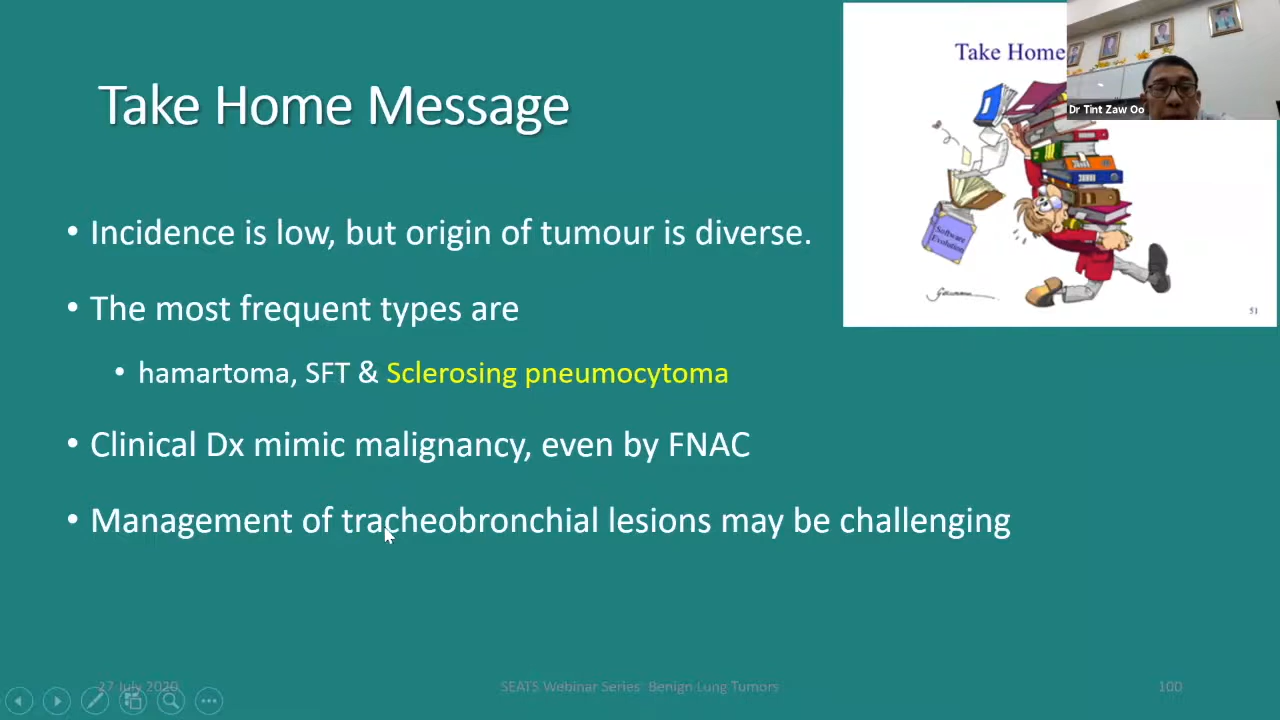 Take Home
Dr Tint Zaw Oo
Take Home Message
Software
Evolution
51
• Incidence is low, but origin of tumour is diverse.
• The most frequent types are
• hamartoma, SFT & Sclerosing pneumocytoma
• Clinical Dx mimic malignancy, even by FNAC
• Management of tracheobronchial lesions may be challenging
27 July 2020
SEATS Webinar Series: Benign Lung Tumors
100